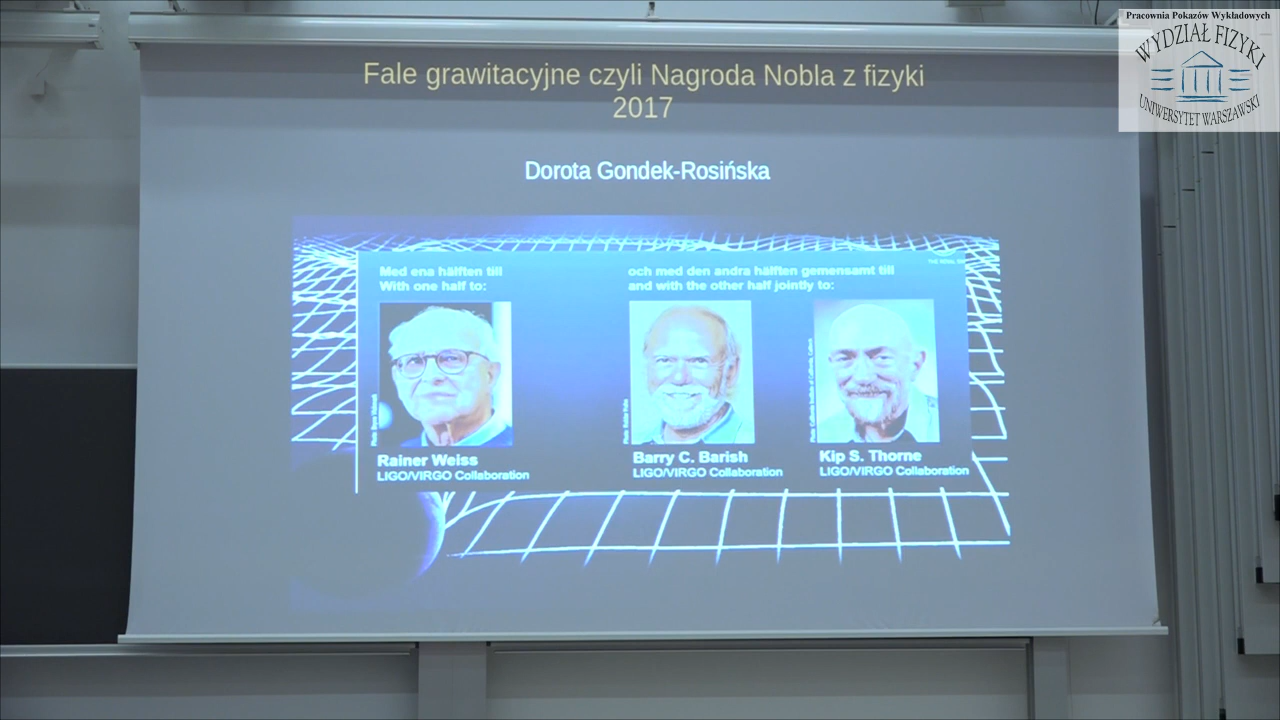 Pracownia Pokazów Wykładowych
WYDZIAŁ FIZYKI
UNIWERSYTET WARSZAWSKI
Fale grawitacyjne czyli Nagroda Nobla z fizyki
2017
Dorota Gondek-Rosińska
Med ena hälften till
With one half to:
och med den andra hälften gemensamt till
and with the other half jointly to:
Rainer Weiss
LIGO/VIRGO Collaboration
Barry C. Barish
LIGO/VIRGO Collaboration
Kip S. Thorne
LIGO/VIRGO Collaboration